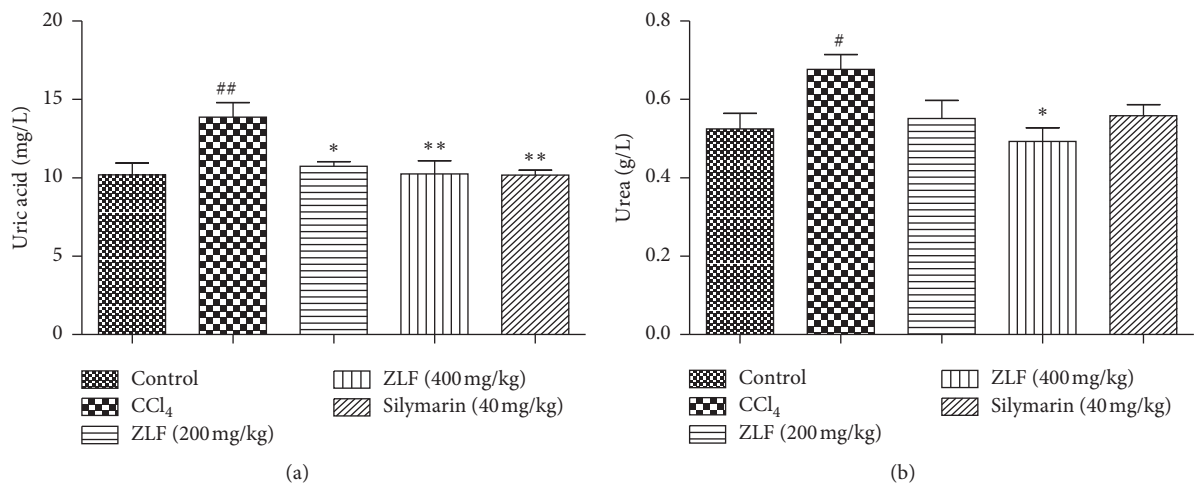 20
15
10
5
0
Uric acid (mg/L)
##
*
**
**
Control
CCl4
ZLF (200 mg/kg)
ZLF (400 mg/kg)
Silymarin (40 mg/kg)
(a)
0.8
0.6
0.4
0.2
0.0
Urea (g/L)
#
*
Control
CCl4
ZLF (200 mg/kg)
ZLF (400 mg/kg)
Silymarin (40 mg/kg)
(b)